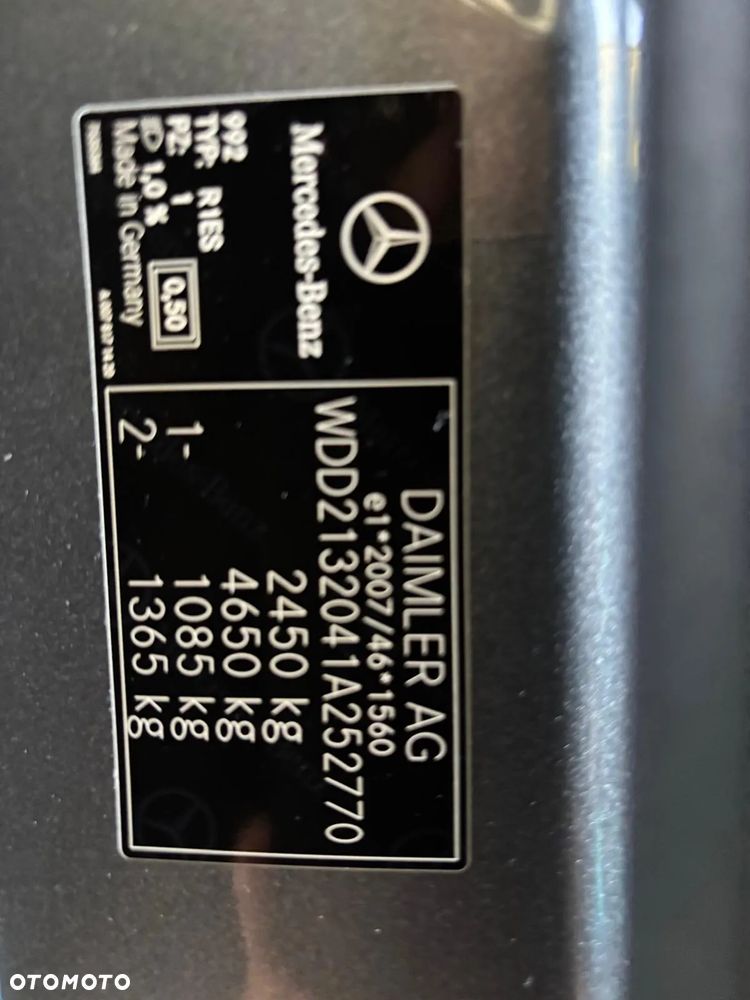 Mercedes-Benz
992
TYP: R1ES
PZ: 1
1,0 %
0,50
Made in Germany
DAIMLER AG
e1*2007/46*1560
WDD2132041A252770
2450 kg
4650 kg
1- 1085 kg
2- 1365 kg
OTOMOTO